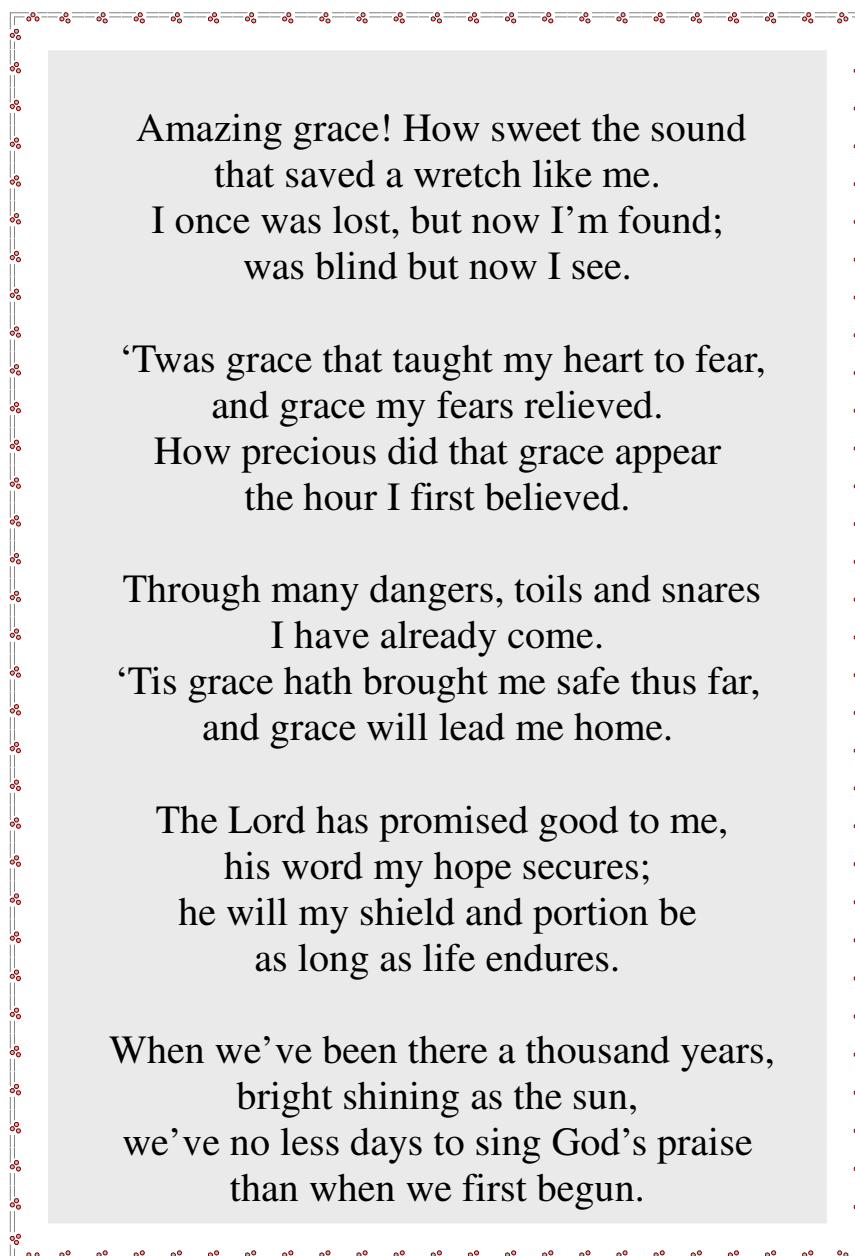 Amazing grace! How sweet the sound
that saved a wretch like me.
I once was lost, but now I’m found;
was blind but now I see.
‘Twas grace that taught my heart to fear,
and grace my fears relieved.
How precious did that grace appear
the hour I first believed.
Through many dangers, toils and snares
I have already come.
‘Tis grace hath brought me safe thus far,
and grace will lead me home.
The Lord has promised good to me,
his word my hope secures;
he will my shield and portion be
as long as life endures.
When we’ve been there a thousand years,
bright shining as the sun,
we’ve no less days to sing God’s praise
than when we first begun.